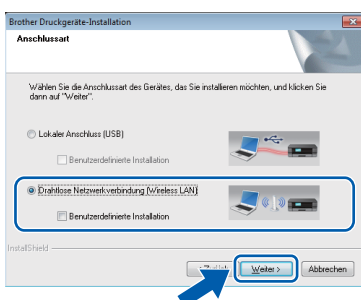 Brother Druckgeräte-Installation
Anschlussart
Wählen Sie die Anschlussart des Gerätes, das Sie installieren möchten, und klicken Sie
dann auf "Weiter".
Lokaler Anschluss (USB)
Benutzerdefinierte Installation
Drahtlose Netzwerkverbindung (Wireless LAN)
Benutzerdefinierte Installation
InstallShield
Weiter > Abbrechen